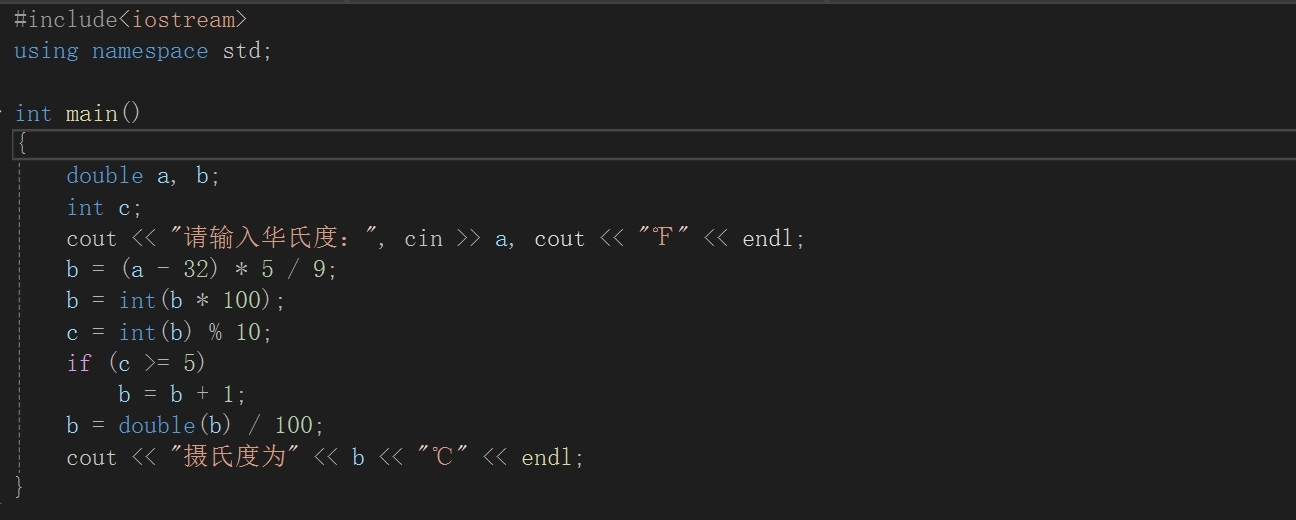 #include<iostream>
using namespace std;
int main()
{
double a, b;
int c;
cout << "请输入华氏度：", cin >> a, cout << "℉" << endl;
b = (a - 32) * 5 / 9;
b = int(b * 100);
c = int(b) % 10;
if (c >= 5)
b = b + 1;
b = double(b) / 100;
cout << "摄氏度为" << b << "℃" << endl;
}